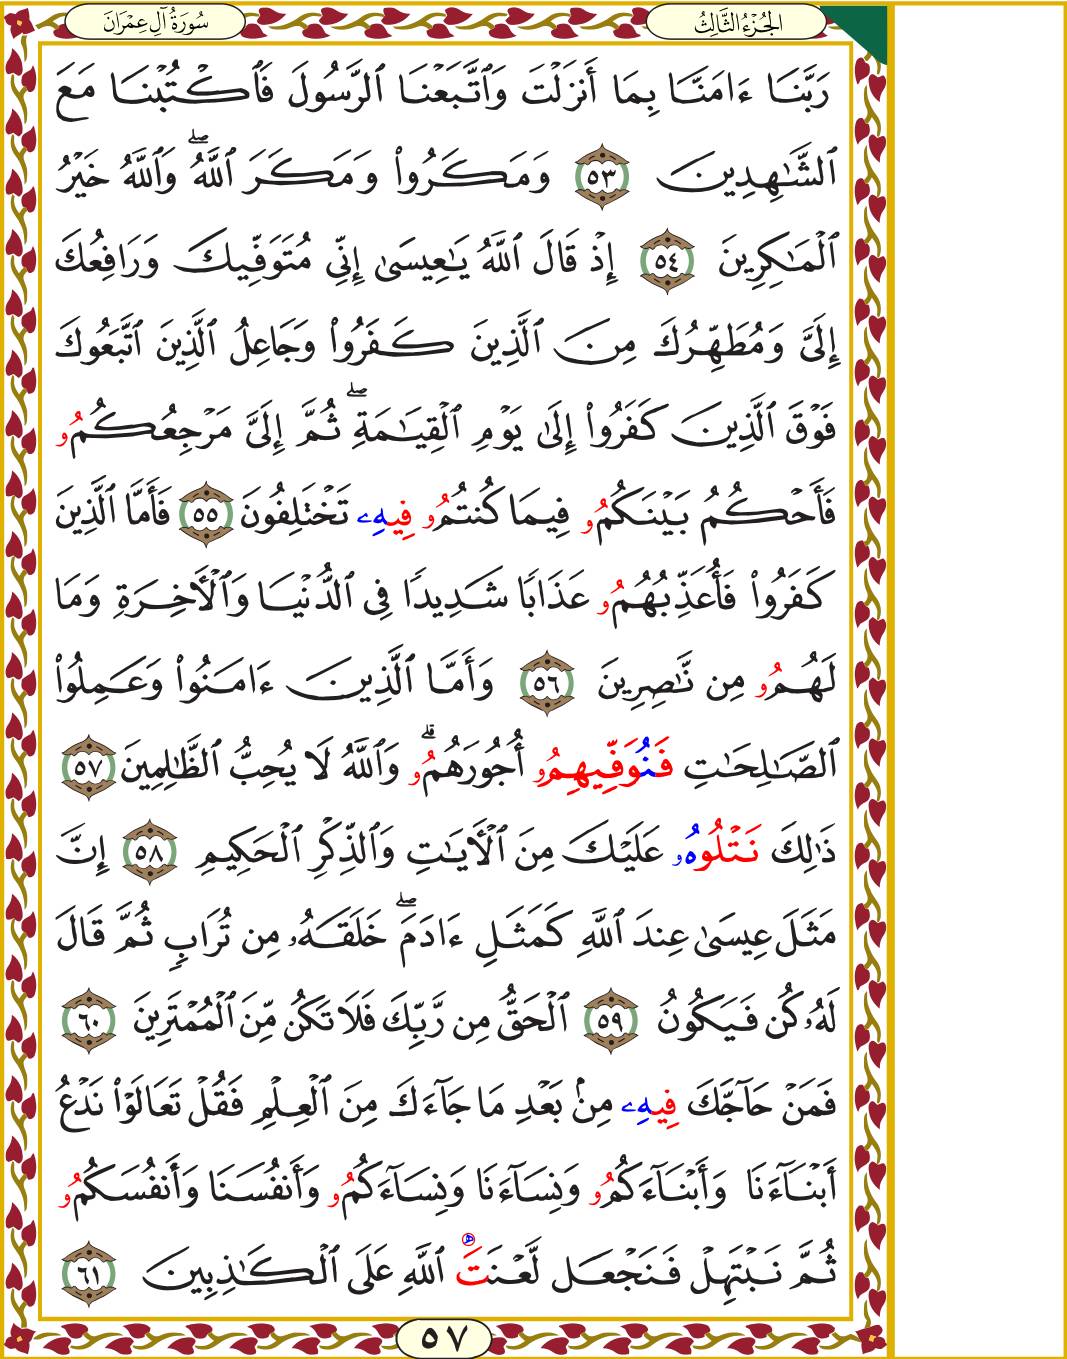 الجُزْءُ الثَّالِثُ
سُورَةُ آلِ عِمْرَانَ
رَبَّنَا ءَامَنَّا بِمَا أَنزَلْتَ وَٱتَّبَعْنَا ٱلرَّسُولَ فَٱكْتُبْنَا مَعَ
ٱلشَّٰهِدِينَ ٥٣ وَمَكَرُوا۟ وَمَكَرَ ٱللَّهُۖ وَٱللَّهُ خَيْرُ
ٱلْمَٰكِرِينَ ٥٤ إِذْ قَالَ ٱللَّهُ يَٰعِيسَىٰ إِنِّي مُتَوَفِّيكَ وَرَافِعُكَ
إِلَيَّ وَمُطَهِّرُكَ مِنَ ٱلَّذِينَ كَفَرُوا۟ وَجَاعِلُ ٱلَّذِينَ ٱتَّبَعُوكَ
فَوْقَ ٱلَّذِينَ كَفَرُوٓا۟ إِلَىٰ يَوْمِ ٱلْقِيَٰمَةِۖ ثُمَّ إِلَيَّ مَرْجِعُكُمُۥ
فَأَحْكُمُ بَيْنَكُمُۥ فِيمَا كُنتُمُۥ فِيهِۦ تَخْتَلِفُونَ ٥٥ فَأَمَّا ٱلَّذِينَ
كَفَرُوا۟ فَأُعَذِّبُهُمُۥ عَذَابًا شَدِيدًا فِي ٱلدُّنْيَا وَٱلْأَخِرَةِ وَمَا
لَهُمُۥ مِن نَّٰصِرِينَ ٥٦ وَأَمَّا ٱلَّذِينَ ءَامَنُوا۟ وَعَمِلُوا۟
ٱلصَّٰلِحَٰتِ فَنُوَفِّيهِمُۥ أُجُورَهُمُۥۗ وَٱللَّهُ لَا يُحِبُّ ٱلظَّٰلِمِينَ ٥٧
ذَٰلِكَ نَتْلُوهُۥ عَلَيْكَ مِنَ ٱلْأَيَٰتِ وَٱلذِّكْرِ ٱلْحَكِيمِ ٥٨ إِنَّ
مَثَلَ عِيسَىٰ عِندَ ٱللَّهِ كَمَثَلِ ءَادَمَۖ خَلَقَهُۥ مِن تُرَابٍ ثُمَّ قَالَ
لَهُۥ كُن فَيَكُونُ ٥٩ ٱلْحَقُّ مِن رَّبِّكَ فَلَا تَكُن مِّنَ ٱلْمُمْتَرِينَ ٦٠
فَمَنْ حَآجَّكَ فِيهِۦ مِنۢ بَعْدِ مَا جَآءَكَ مِنَ ٱلْعِلْمِ فَقُلْ تَعَالَوْا۟ نَدْعُ
أَبْنَآءَنَا وَأَبْنَآءَكُمُۥ وَنِسَآءَنَا وَنِسَآءَكُمُۥ وَأَنفُسَنَا وَأَنفُسَكُمُۥ
ثُمَّ نَبْتَهِلْ فَنَجْعَل لَّعْنَتَ ٱللَّهِ عَلَى ٱلْكَٰذِبِينَ ٦١
٥٧